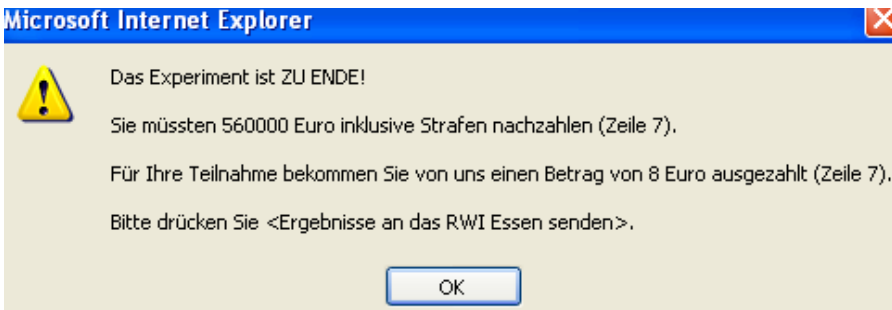 Microsoft Internet Explorer
Das Experiment ist ZU ENDE!
Sie müssten 560000 Euro inklusive Strafen nachzahlen (Zeile 7).
Für Ihre Teilnahme bekommen Sie von uns einen Betrag von 8 Euro ausgezahlt (Zeile 7).
Bitte drücken Sie <Ergebnisse an das RWI Essen senden>.
OK